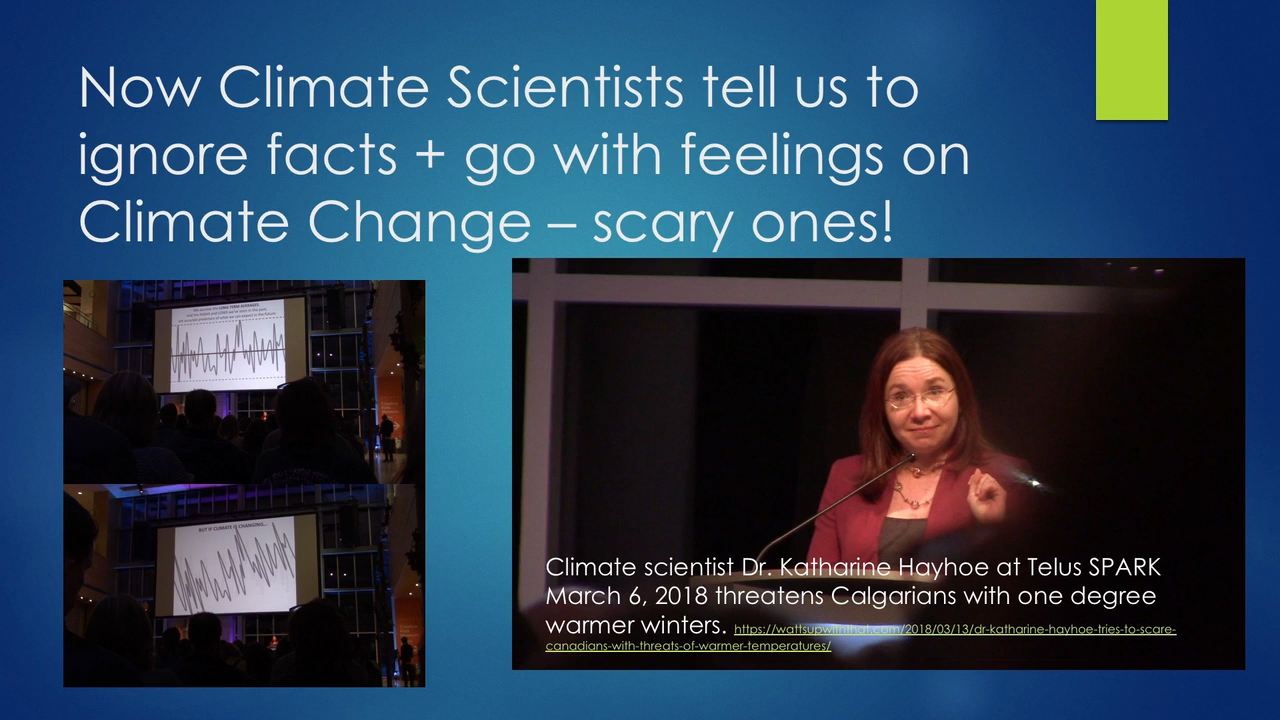 Now Climate Scientists tell us to
ignore facts + go with feelings on
Climate Change – scary ones!
BUT IF CLIMATE IS CHANGING...
Climate scientist Dr. Katharine Hayhoe at Telus SPARK
March 6, 2018 threatens Calgarians with one degree
warmer winters. https://wattsupwiththat.com/2018/03/13/dr-katharine-hayhoe-tries-to-scare-
canadians-with-threats-of-warmer-temperatures/